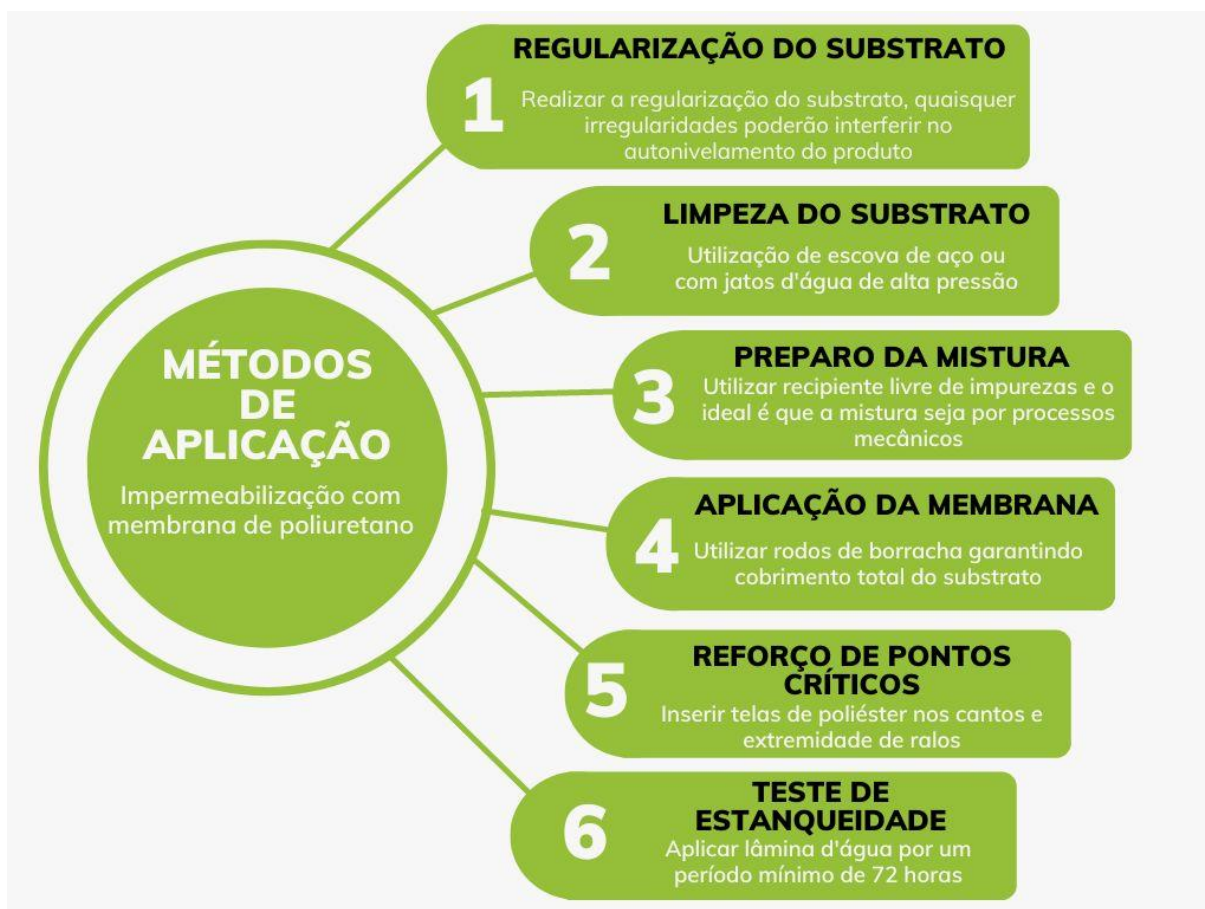 MÉTODOS
DE
APLICAÇÃO
Impermeabilização com
membrana de poliuretano
1
REGULARIZAÇÃO DO SUBSTRATO
Realizar a regularização do substrato, quaisquer
irregularidades poderão interferir no
autonivelamento do produto
2
LIMPEZA DO SUBSTRATO
Utilização de escova de aço ou
com jatos d'água de alta pressão
3
PREPARO DA MISTURA
Utilizar recipiente livre de impurezas e o
ideal é que a mistura seja por processos
mecânicos
4
APLICAÇÃO DA MEMBRANA
Utilizar rodos de borracha garantindo
cobrimento total do substrato
5
REFORÇO DE PONTOS
CRÍTICOS
Inserir telas de poliéster nos cantos e
extremidade de ralos
6
TESTE DE
ESTANQUEIDADE
Aplicar lâmina d'água por um
período mínimo de 72 horas